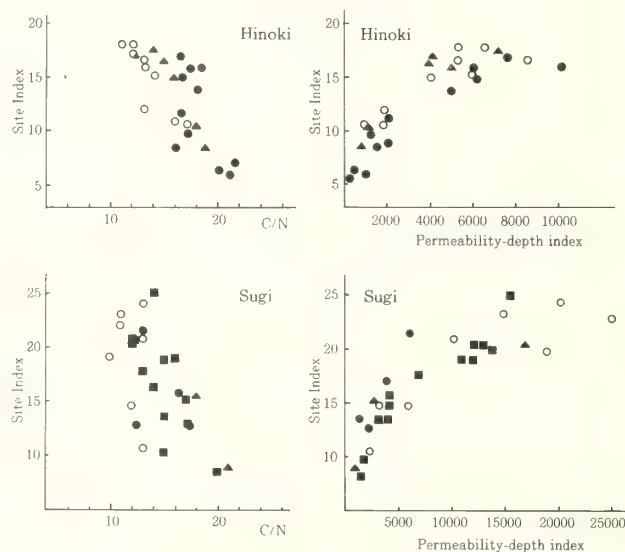 Hinoki
Site Index
20
15
10
5
10 20 C/N
Hinoki
Site Index
20
15
10
5
2000 4000 6000 8000 10000
Permeability-depth index
Sugi
Site Index
25
20
15
10
10 20
C/N
Sugi
Site Index
25
20
15
10
5000 10000 15000 20000 25000
Permeability-depth index